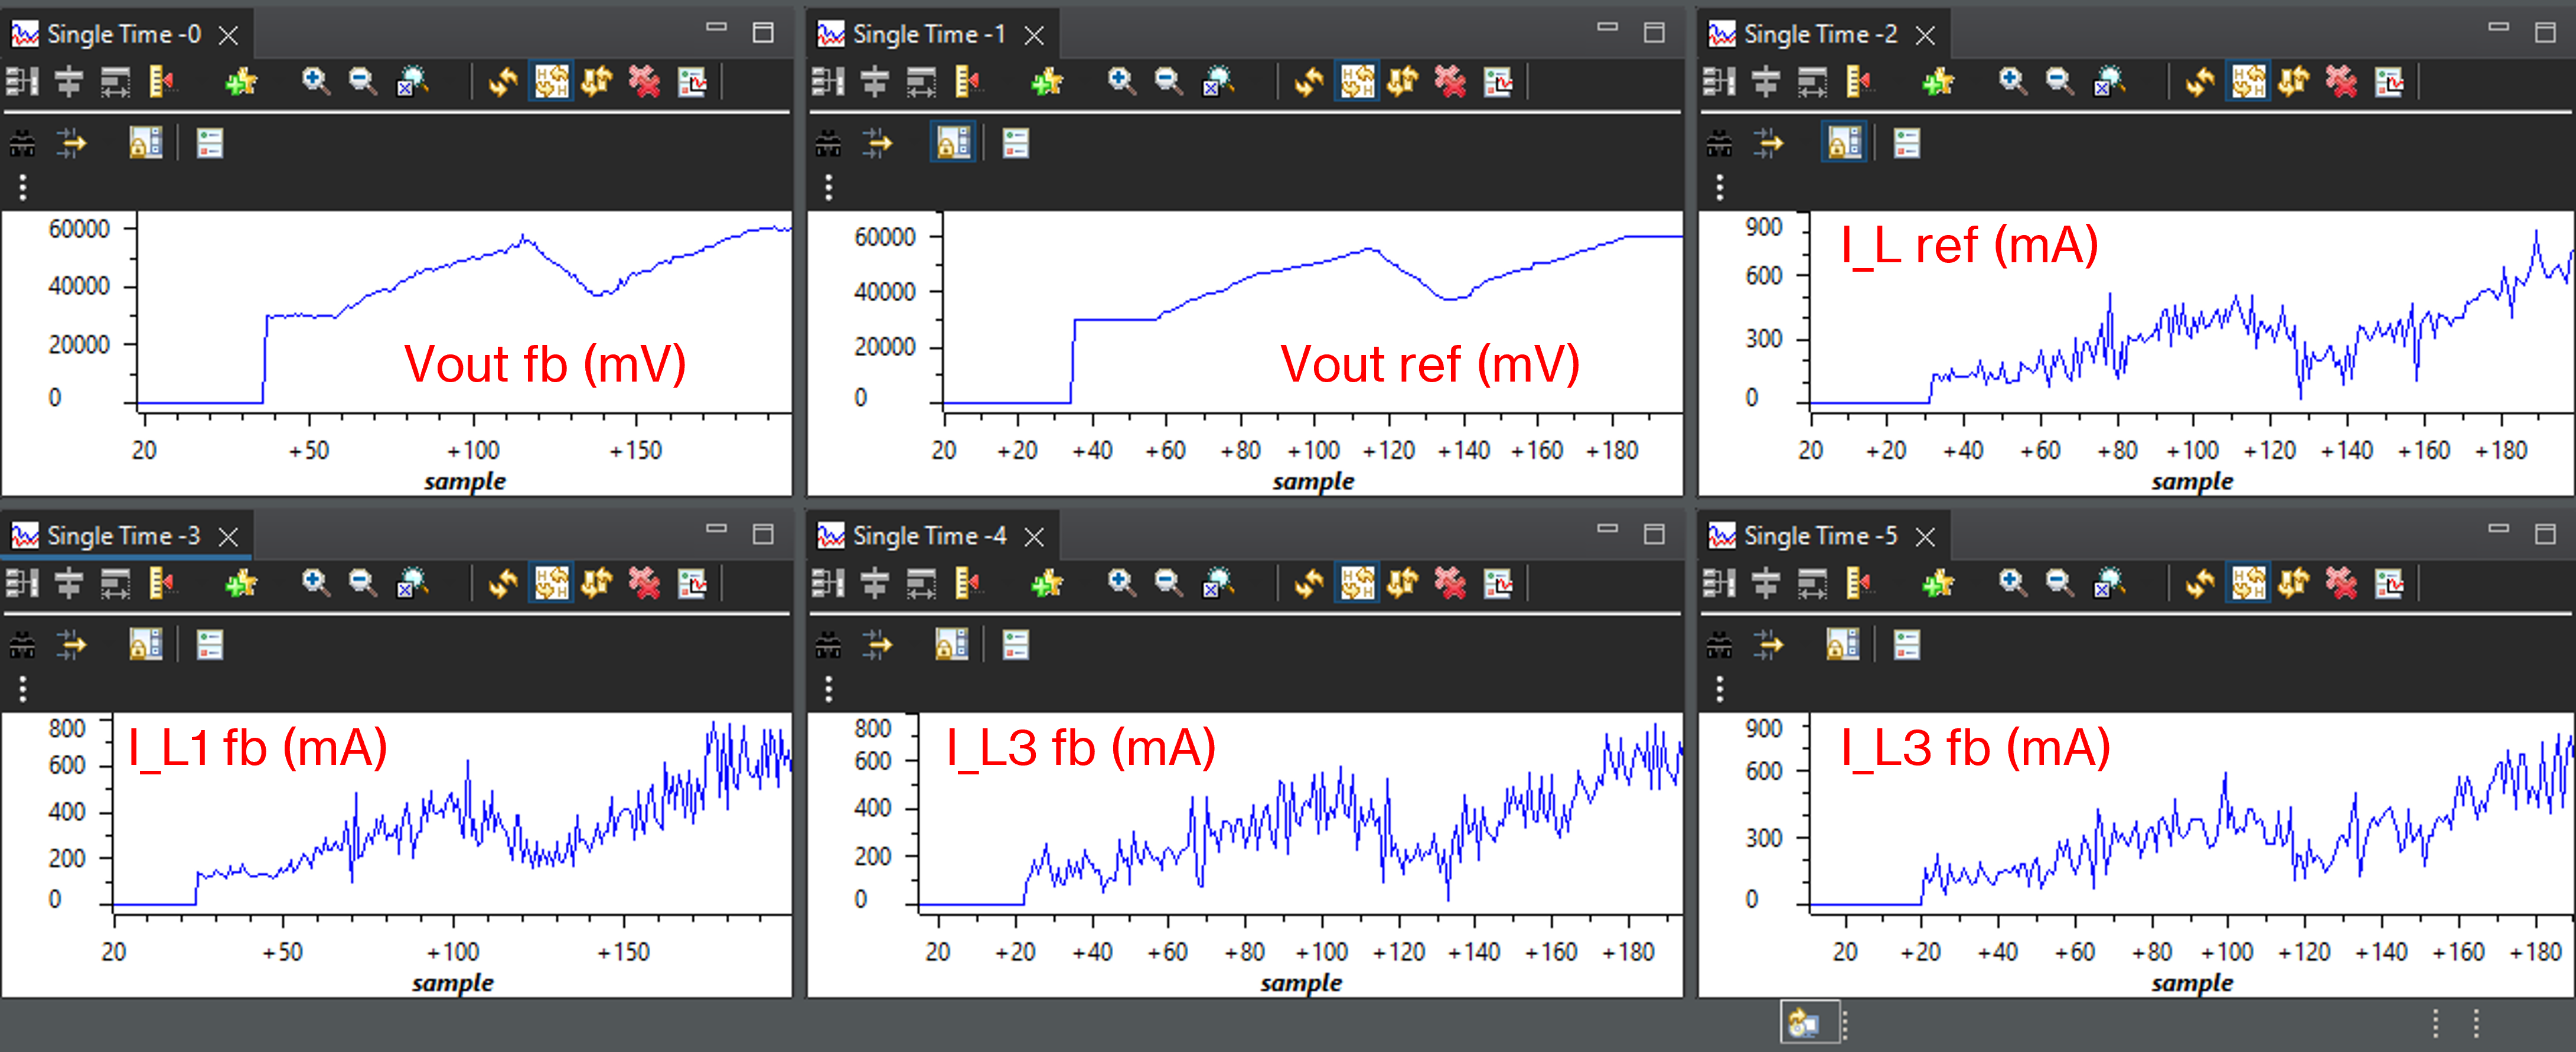 Single Time -0
Single Time -1
Single Time -2
60000
40000
20000
0
Vout fb (mV)
20 +50 +100 +150
sample
60000
40000
20000
0
Vout ref (mV)
20 +20 +40 +60 +80 +100 +120 +140 +160 +180
sample
900
600
300
0
I_L ref (mA)
20 +20 +40 +60 +80 +100 +120 +140 +160 +180
sample
Single Time -3
Single Time -4
Single Time -5
800
600
400
200
0
I_L1 fb (mA)
20 +50 +100 +150
sample
800
600
400
200
0
I_L3 fb (mA)
20 +20 +40 +60 +80 +100 +120 +140 +160 +180
sample
900
600
300
0
I_L3 fb (mA)
20 +20 +40 +60 +80 +100 +120 +140 +160 +180
sample